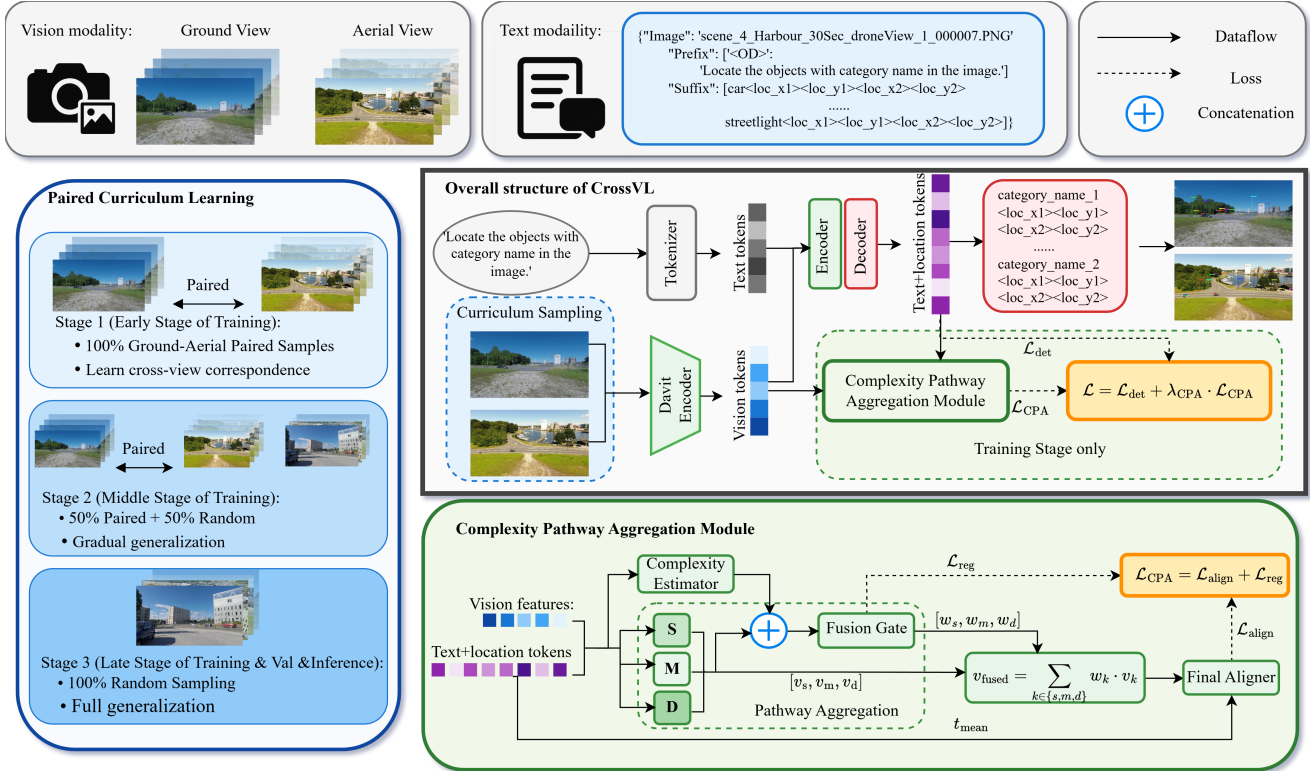 Vision modality:
Ground View
Aerial View
Text modaility:
{"Image": 'scene_4_Harbour_30Sec_droneView_1_000007.PNG'
"Prefix": ['<OD>':
'Locate the objects with category name in the image.']
"Suffix": [car<loc_x1><loc_y1><loc_x2><loc_y2>
......
streetlight<loc_x1><loc_y1><loc_x2><loc_y2>]}
Dataflow
Loss
Concatenation
Paired Curriculum Learning
Paired
Stage 1 (Early Stage of Training):
• 100% Ground-Aerial Paired Samples
• Learn cross-view correspondence
Paired
Stage 2 (Middle Stage of Training):
• 50% Paired + 50% Random
• Gradual generalization
Stage 3 (Late Stage of Training & Val &Inference):
• 100% Random Sampling
• Full generalization
Overall structure of CrossVL
'Locate the objects with
category name in the
image.'
Tokenizer
Text tokens
Encoder
Decoder
Text+location tokens
category_name_1
<loc_x1><loc_y1>
<loc_x2><loc_y2>
......
category_name_2
<loc_x1><loc_y1>
<loc_x2><loc_y2>
Curriculum Sampling
Davit
Encoder
Vision tokens
Complexity Pathway
Aggregation Module
ℒ_det
ℒ_CPA
ℒ = ℒ_det + λ_CPA · ℒ_CPA
Training Stage only
Complexity Pathway Aggregation Module
Complexity
Estimator
Vision features:
Text+location tokens
S
M
D
Fusion Gate
Pathway Aggregation
[v_s, v_m, v_d]
[w_s, w_m, w_d]
ℒ_reg
v_fused = ∑_{k∈{s,m,d}} w_k · v_k
t_mean
Final Aligner
ℒ_align
ℒ_CPA = ℒ_align + ℒ_reg